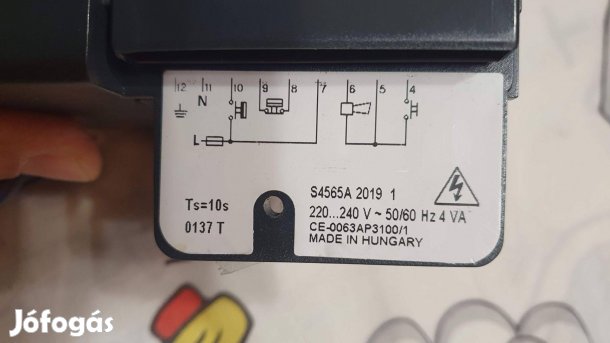 12 11 10 9 8 7 6 5 4
N
L
S4565A 2019 1
Ts=10s
220...240 V ~ 50/60 Hz 4 VA
0137 T
CE-0063AP3100/1
MADE IN HUNGARY
Jófogás